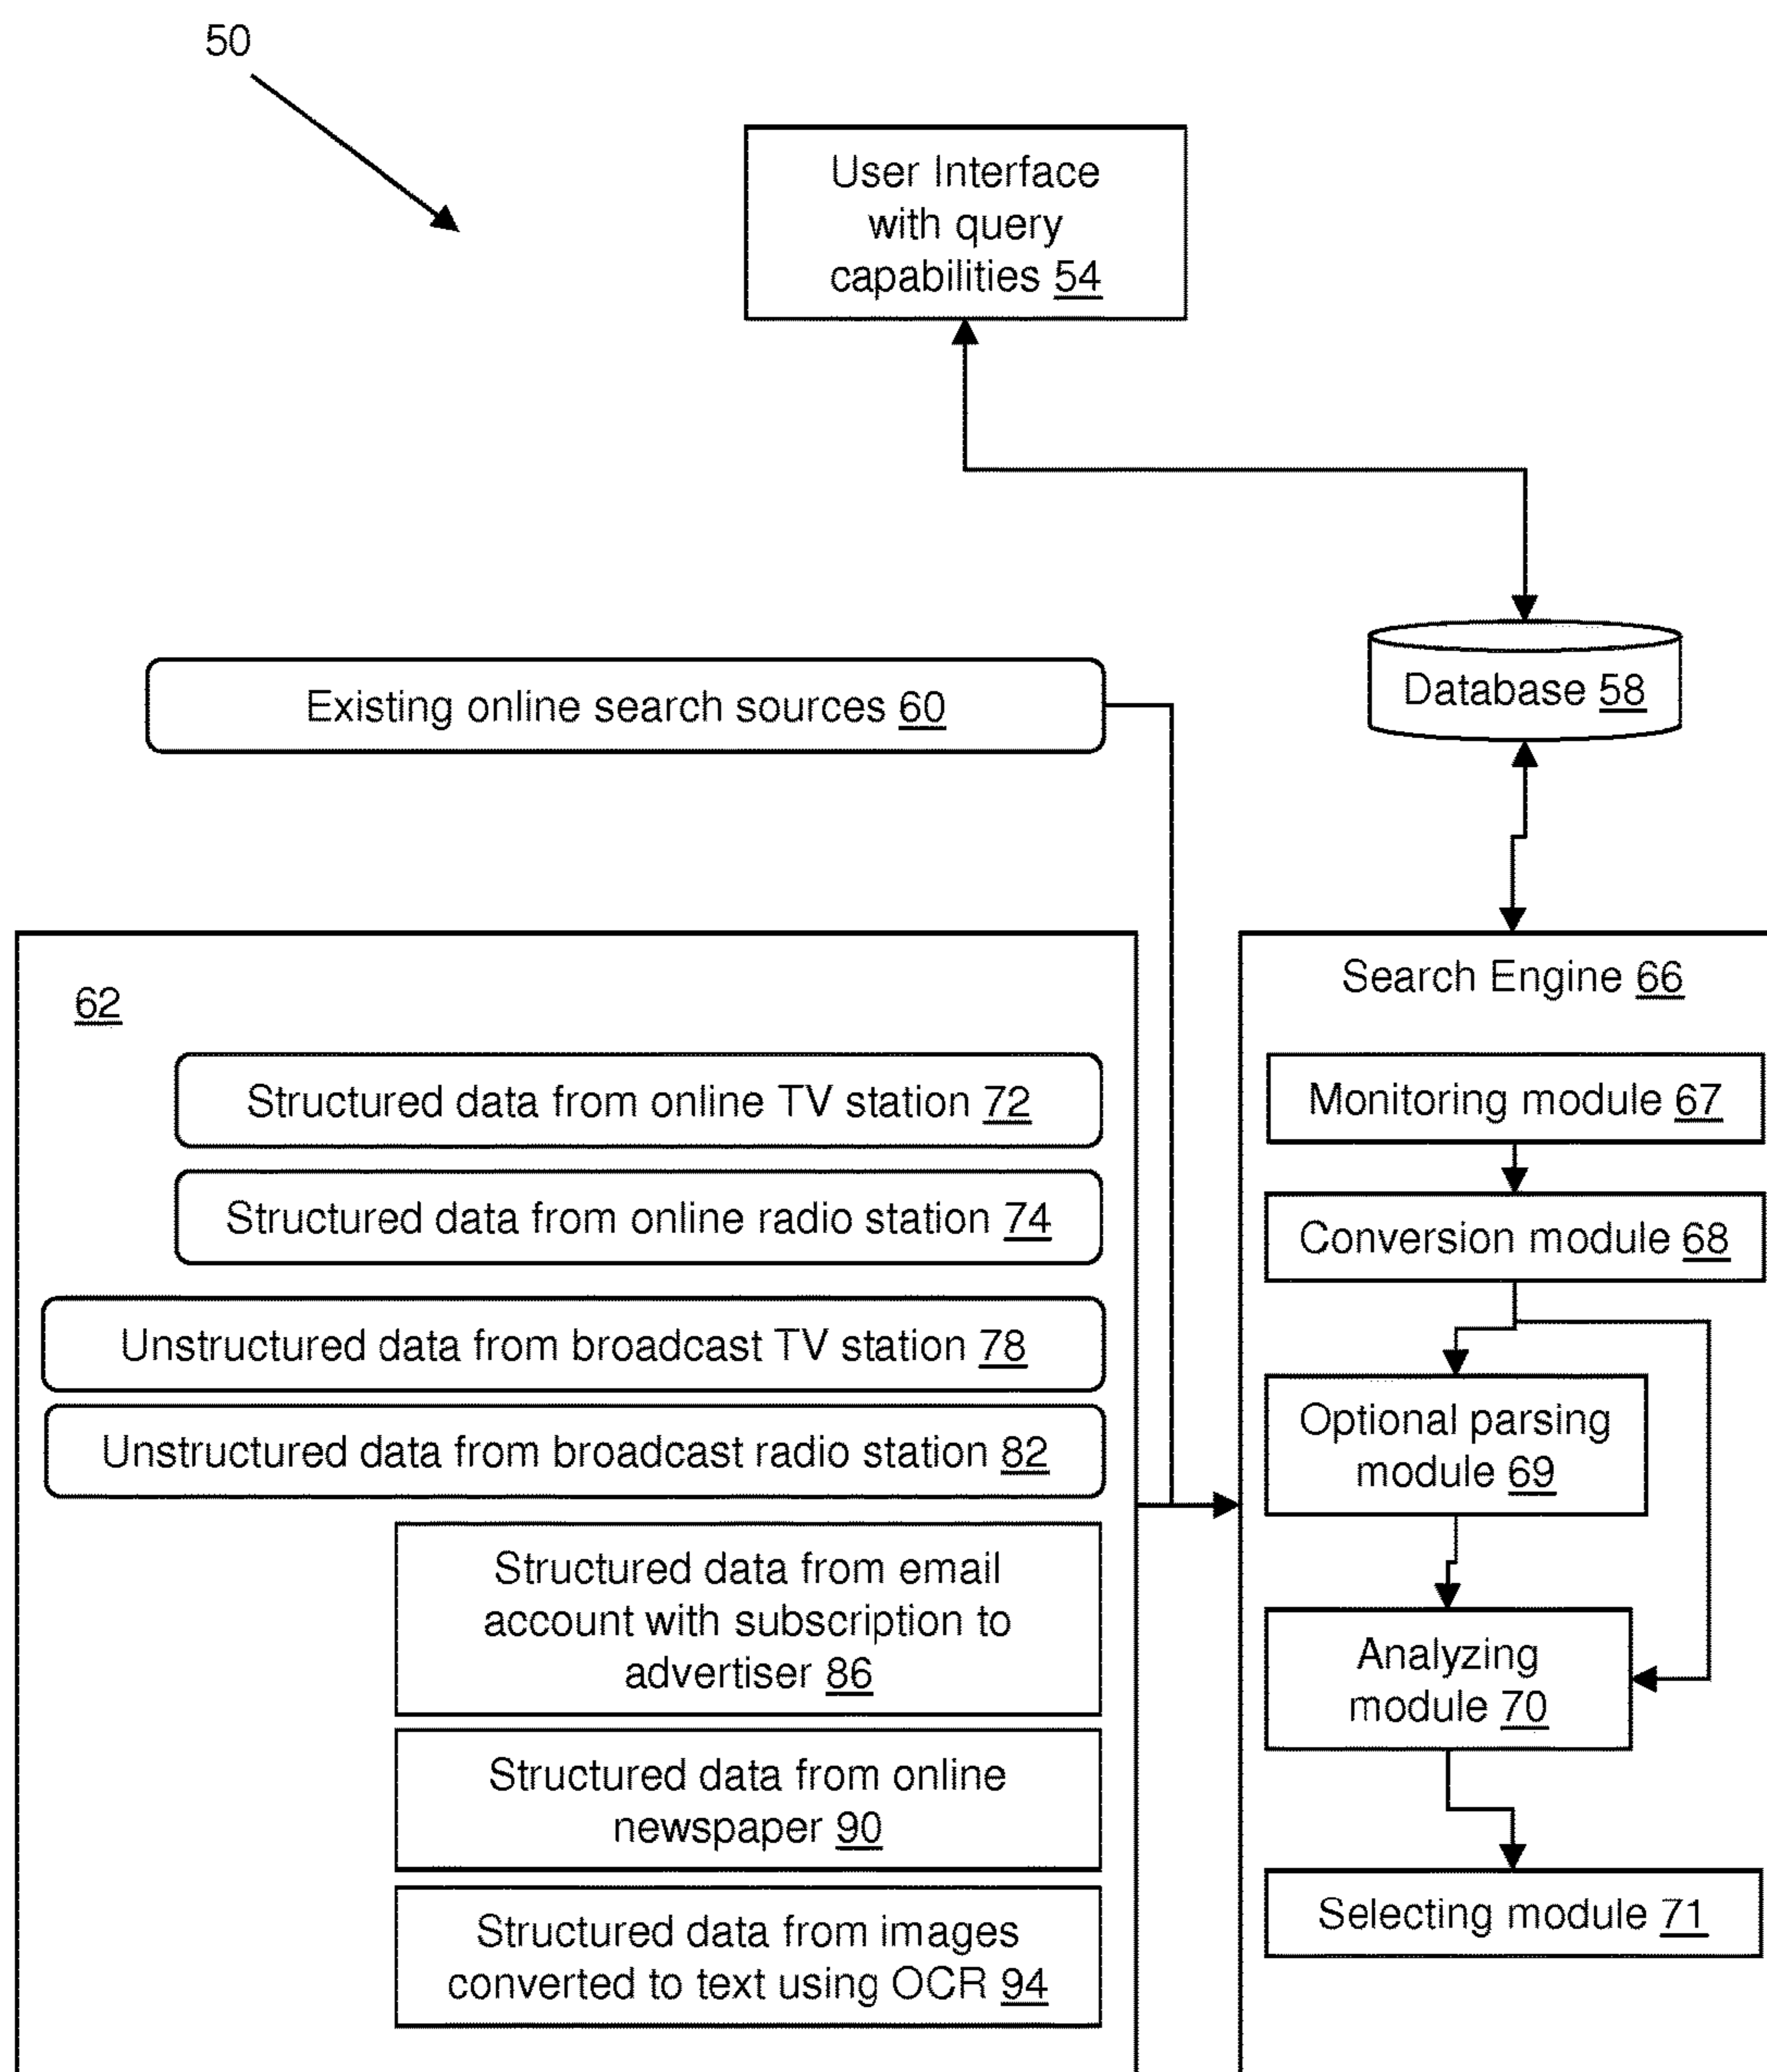 50
User Interface
with query
capabilities 54
Existing online search sources 60
Database 58
62
Structured data from online TV station 72
Structured data from online radio station 74
Unstructured data from broadcast TV station 78
Unstructured data from broadcast radio station 82
Structured data from email
account with subscription to
advertiser 86
Structured data from online
newspaper 90
Structured data from images
converted to text using OCR 94
Search Engine 66
Monitoring module 67
Conversion module 68
Optional parsing
module 69
Analyzing
module 70
Selecting module 71